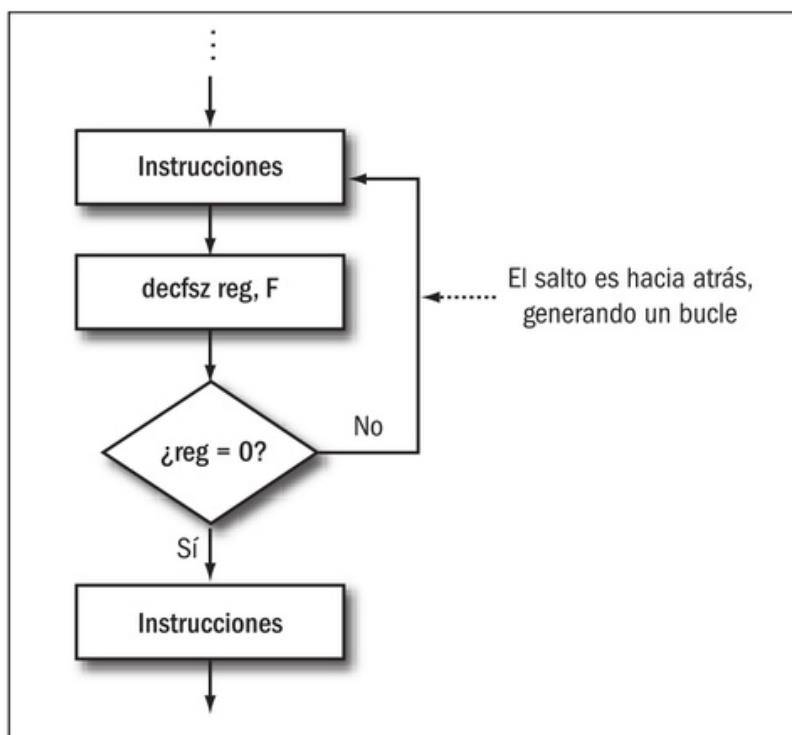 Instrucciones
decfsz reg, F
El salto es hacia atrás,
generando un bucle
¿reg = 0?
No
Sí
Instrucciones